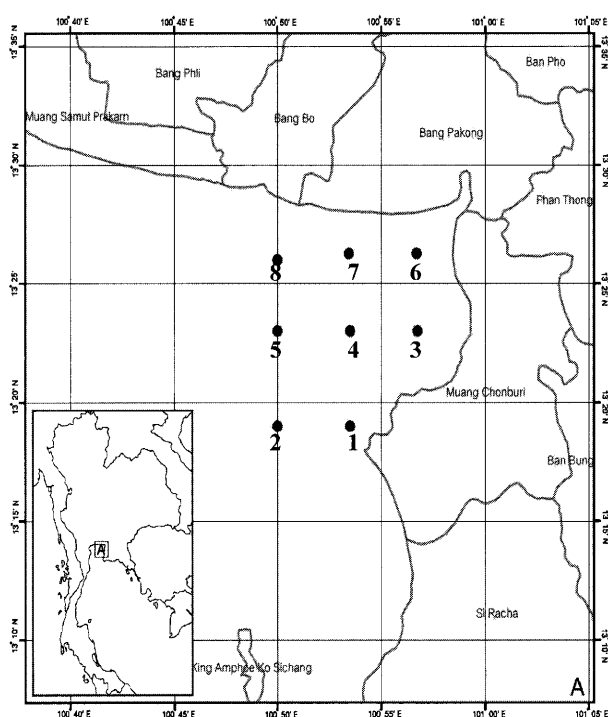 100˚40' E 100˚45' E 100˚50' E 100˚55' E 101˚00' E 101˚05' E
13˚35' N 13˚35' N
Bang Phli Ban Pho
Muang Samut Prakarn Bang Bo Bang Pakong
13˚30' N 13˚30' N
Phan Thong
8 7 6
13˚25' N 13˚25' N
5 4 3
13˚20' N 13˚20' N
Muang Chonburi
2 1
Ban Bung
13˚15' N 13˚15' N
A
Si Racha
13˚10' N 13˚10' N
King Amphoe Ko Sichang
A
100˚40' E 100˚45' E 100˚50' E 100˚55' E 101˚00' E 101˚05' E